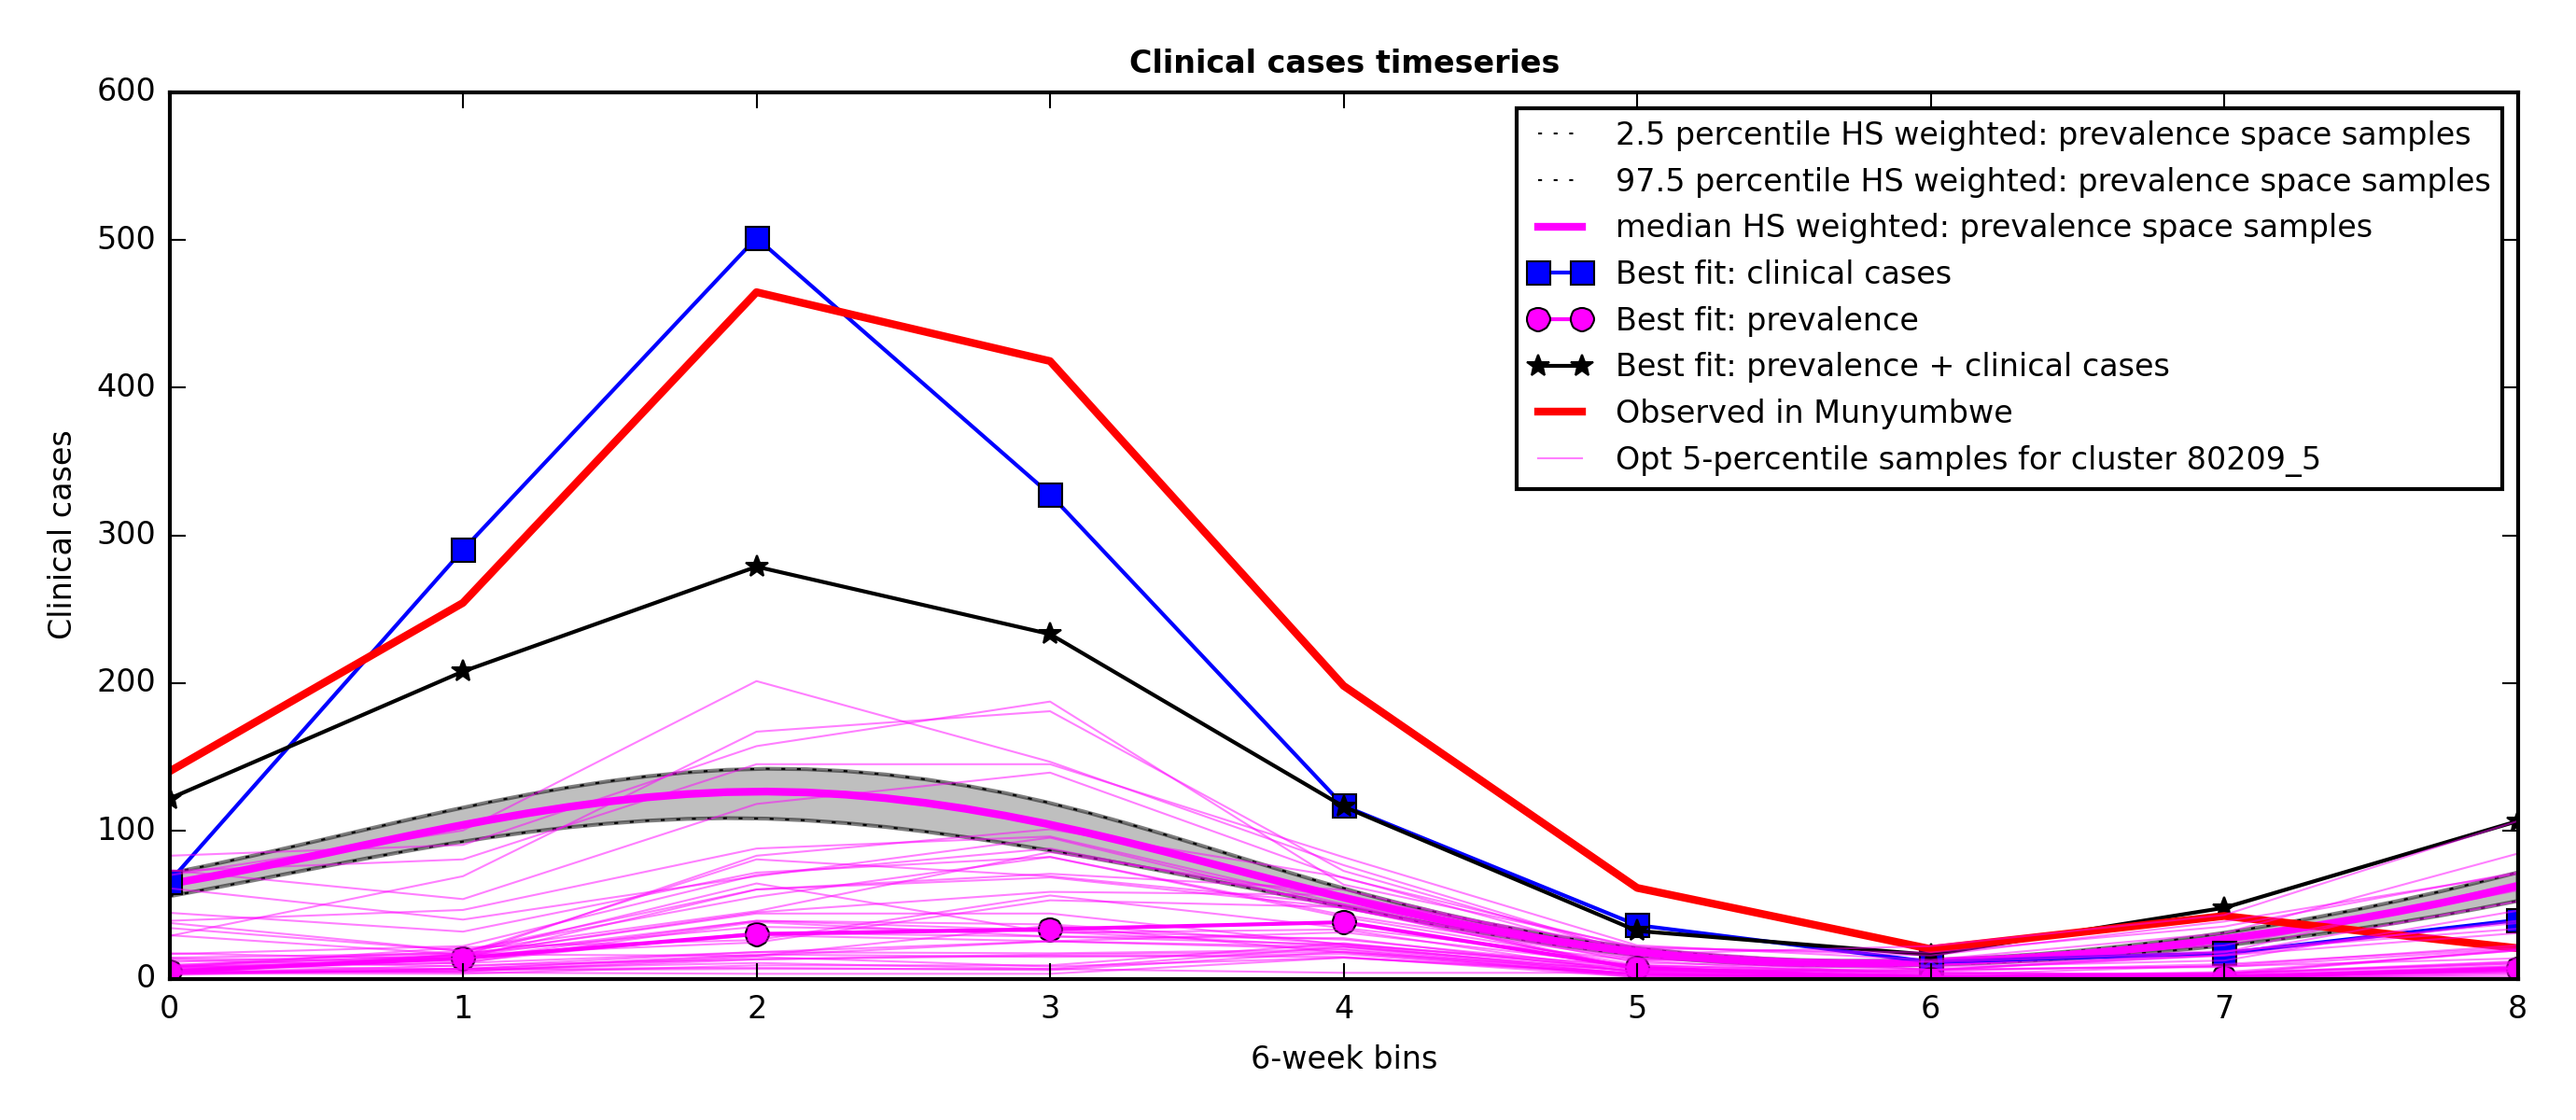 Clinical cases timeseries
600
500
400
300
200
100
0
Clinical cases
2.5 percentile HS weighted: prevalence space samples
97.5 percentile HS weighted: prevalence space samples
median HS weighted: prevalence space samples
Best fit: clinical cases
Best fit: prevalence
Best fit: prevalence + clinical cases
Observed in Munyumbwe
Opt 5-percentile samples for cluster 80209_5
0 1 2 3 4 5 6 7 8
6-week bins